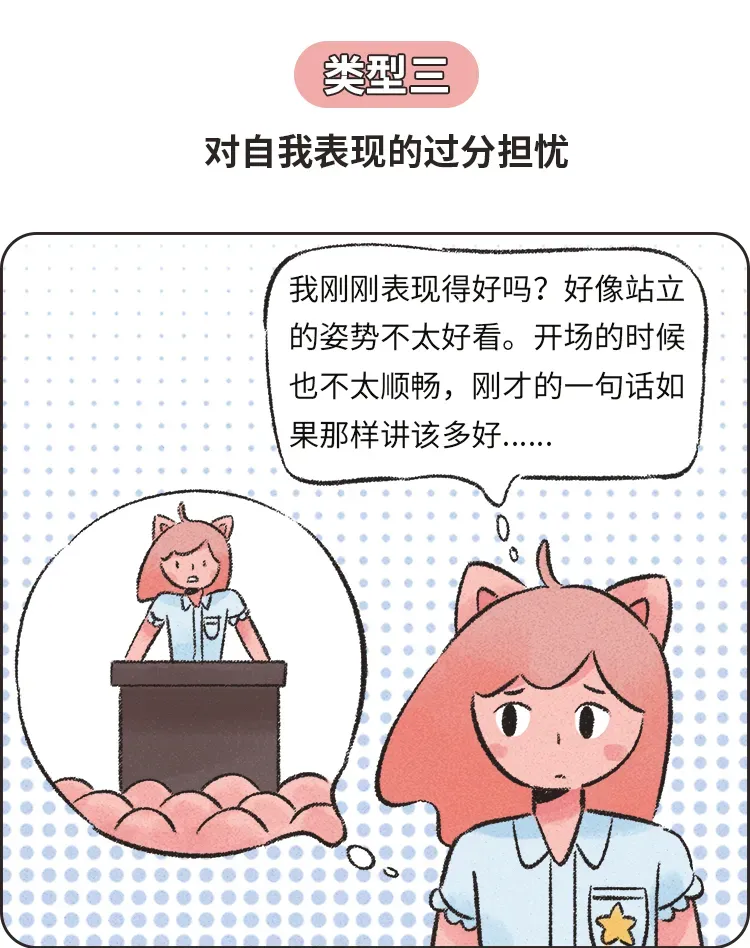 类型三
对自我表现的过分担忧
我刚刚表现得好吗？好像站立
的姿势不太好看。开场的时候
也不太顺畅，刚才的一句话如
果那样讲该多好......